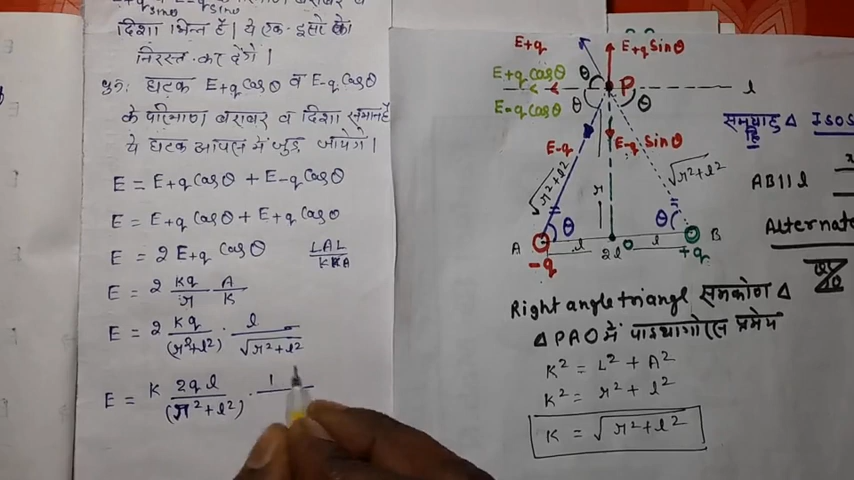 दिशा भिन्न है। ये एक-इसरे को
निरस्त कर देंगे।
पुनः घटक E+q cosθ व E-q cosθ
के परिमाण बराबर व दिशा समान है
ये घटक आपस में जुड़ जायेंगे।
E = E+q cosθ + E-q cosθ
E = E+q cosθ + E+q cosθ
E = 2 E+q cosθ
LAL
KKA
E = 2 Kq/r A/K
E = 2 Kq/(r²+l²) · l/√r²+l²
E = K 2ql/(r²+l²) · 1
E+q
E+q Sinθ
E+q cosθ
θ
P
l
E-q cosθ
θ
θ
E-q
E-q Sinθ
√r²+l²
r
√r²+l²
θ
θ
A
B
l
2l
l
-q
+q
समबाहु Δ
ISOS
हि
AB||l
Alternate
Right angle triangle समकोण Δ
Δ PAO में पाइथागोरस प्रमेय
K² = L² + A²
K² = r² + l²
K = √r²+l²